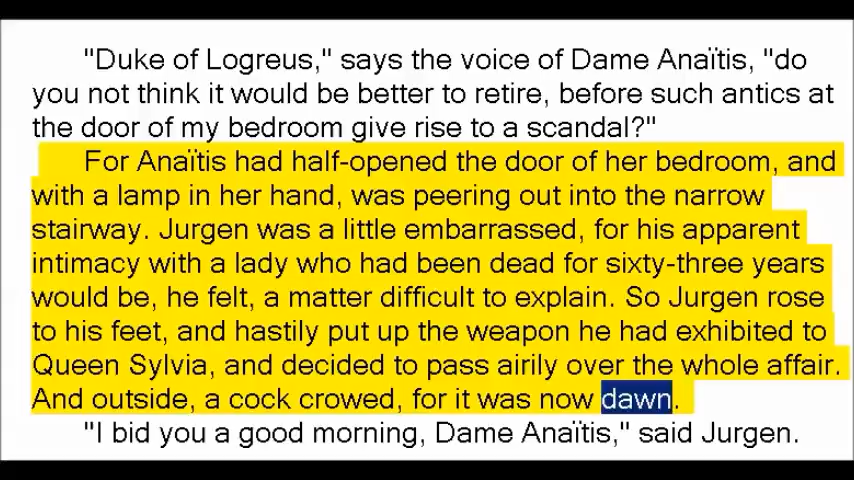 "Duke of Logreus," says the voice of Dame Anaïtis, "do
you not think it would be better to retire, before such antics at
the door of my bedroom give rise to a scandal?"
For Anaïtis had half-opened the door of her bedroom, and
with a lamp in her hand, was peering out into the narrow
stairway. Jurgen was a little embarrassed, for his apparent
intimacy with a lady who had been dead for sixty-three years
would be, he felt, a matter difficult to explain. So Jurgen rose
to his feet, and hastily put up the weapon he had exhibited to
Queen Sylvia, and decided to pass airily over the whole affair.
And outside, a cock crowed, for it was now dawn.
"I bid you a good morning, Dame Anaïtis," said Jurgen.